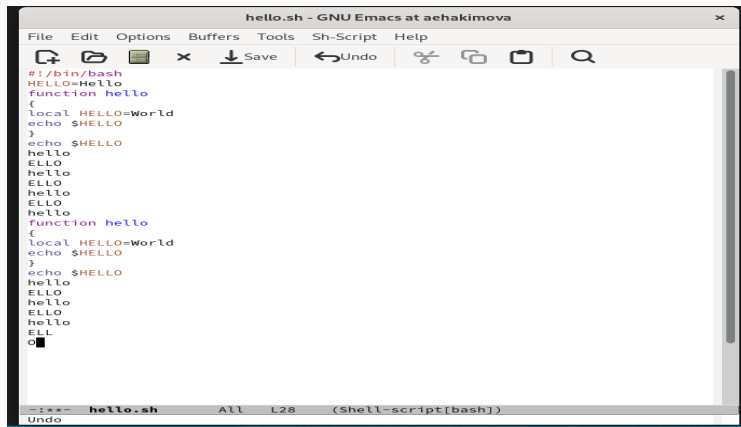 hello.sh - GNU Emacs at aehakimova
File Edit Options Buffers Tools Sh-Script Help
Save Undo
#!/bin/bash
HELLO=Hello
function hello
{
local HELLO=World
echo $HELLO
}
echo $HELLO
hello
ELLO
hello
ELLO
hello
ELLO
hello
function hello
{
local HELLO=World
echo $HELLO
}
echo $HELLO
hello
ELLO
hello
ELLO
hello
ELL
O
-:**- hello.sh All L28 (Shell-script[bash])
Undo